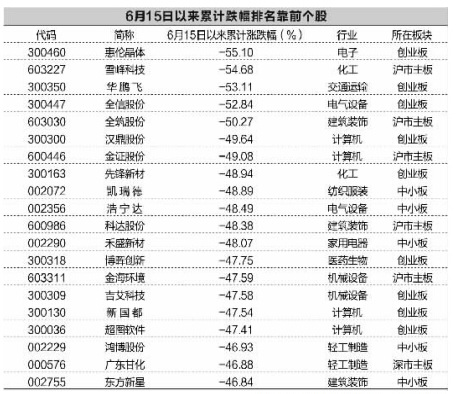 6月15日以来累计跌幅排名靠前个股
代码 简称 6月15日以来累计涨跌幅（%） 行业 所在板块
300460 惠伦晶体 -55.10 电子 创业板
603227 雪峰科技 -54.68 化工 沪市主板
300350 华鹏飞 -53.11 交通运输 创业板
300447 全信股份 -52.84 电气设备 创业板
603030 全筑股份 -50.27 建筑装饰 沪市主板
300300 汉鼎股份 -49.64 计算机 创业板
600446 金证股份 -49.08 计算机 沪市主板
300163 先锋新材 -48.94 化工 创业板
002072 凯瑞德 -48.89 纺织服装 中小板
002356 浩宁达 -48.49 电气设备 中小板
600986 科达股份 -48.38 建筑装饰 沪市主板
002290 禾盛新材 -48.07 家用电器 中小板
300318 博晖创新 -47.75 医药生物 创业板
603311 金海环境 -47.59 机械设备 沪市主板
300309 吉艾科技 -47.58 机械设备 创业板
300130 新国都 -47.54 计算机 创业板
300036 超图软件 -47.41 计算机 创业板
002229 鸿博股份 -46.93 轻工制造 中小板
000576 广东甘化 -46.88 轻工制造 深市主板
002755 东方新星 -46.84 建筑装饰 中小板